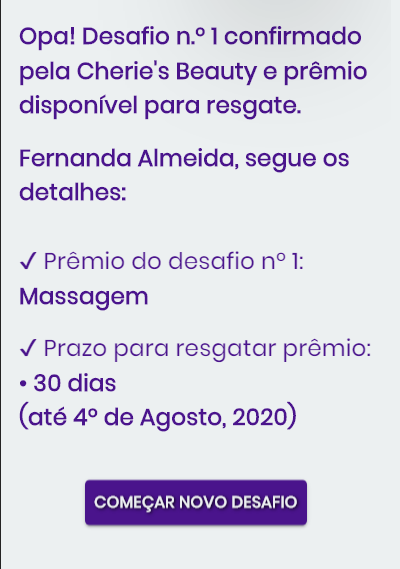 Opa! Desafio n.º 1 confirmado
pela Cherie's Beauty e prêmio
disponível para resgate.
Fernanda Almeida, segue os
detalhes:
✓ Prêmio do desafio nº 1:
Massagem
✓ Prazo para resgatar prêmio:
• 30 dias
(até 4º de Agosto, 2020)
COMEÇAR NOVO DESAFIO